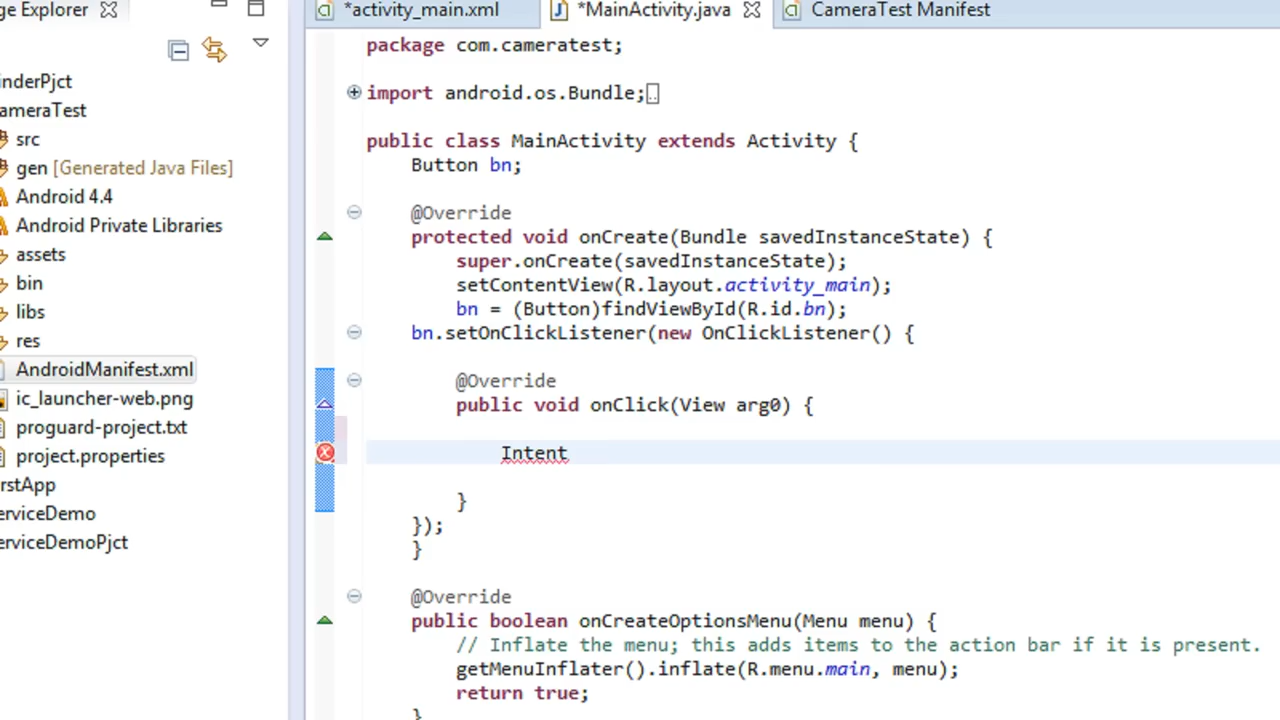 ge Explorer
*activity_main.xml
*MainActivity.java
CameraTest Manifest
inderPjct
ameraTest
src
gen [Generated Java Files]
Android 4.4
Android Private Libraries
assets
bin
libs
res
AndroidManifest.xml
ic_launcher-web.png
proguard-project.txt
project.properties
rstApp
erviceDemo
erviceDemoPjct
package com.cameratest;
import android.os.Bundle;
public class MainActivity extends Activity {
Button bn;
@Override
protected void onCreate(Bundle savedInstanceState) {
super.onCreate(savedInstanceState);
setContentView(R.layout.activity_main);
bn = (Button)findViewById(R.id.bn);
bn.setOnClickListener(new OnClickListener() {
@Override
public void onClick(View arg0) {
Intent
}
});
}
@Override
public boolean onCreateOptionsMenu(Menu menu) {
// Inflate the menu; this adds items to the action bar if it is present.
getMenuInflater().inflate(R.menu.main, menu);
return true;
}